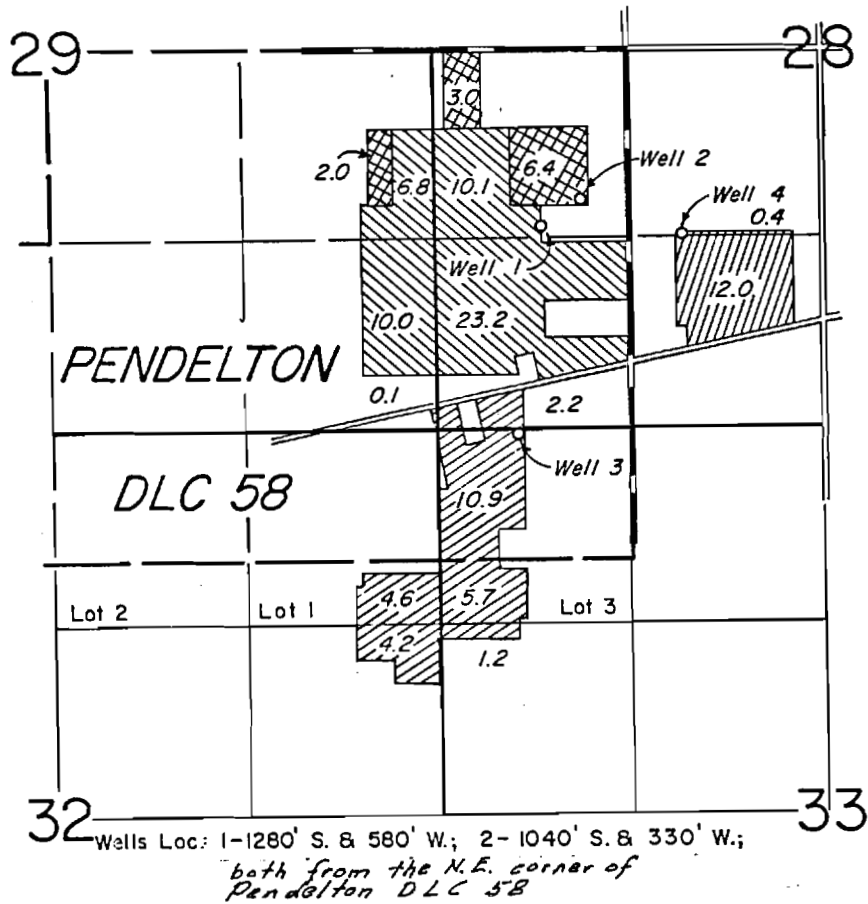 29
28
3.0
2.0
6.8
10.1
6.4
Well 2
Well 4
0.4
Well 1
12.0
10.0
23.2
PENDELTON
0.1
2.2
DLC 58
Well 3
10.9
Lot 2
Lot 1
4.6
5.7
Lot 3
4.2
1.2
32
33
Wells Loc: 1-1280' S. & 580' W.; 2-1040' S. & 330' W.;
both from the N.E. corner of
Pendelton DLC 58